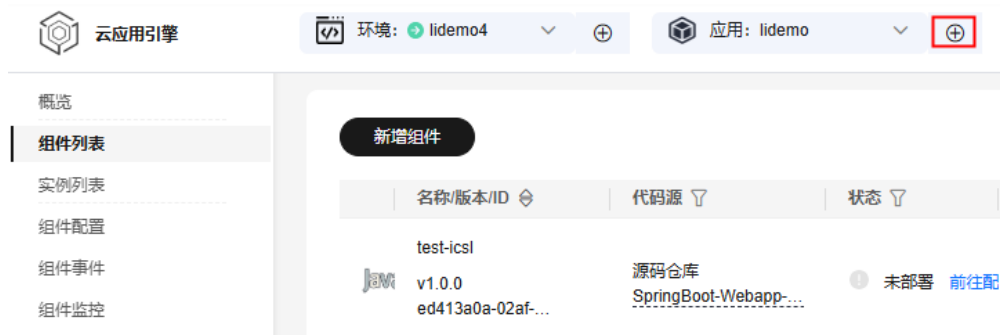 云应用引擎
环境: lidemo4
应用: lidemo
概览
组件列表
实例列表
组件配置
组件事件
组件监控
新增组件
名称/版本/ID
代码源
状态
test-icsl
v1.0.0
ed413a0a-02af-...
源码仓库
SpringBoot-Webapp-...
未部署
前往配